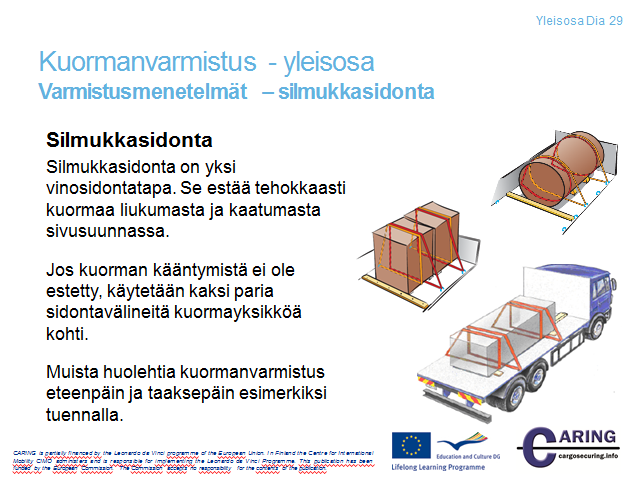 Yleisosa Dia 29
Kuormanvarmistus - yleisosa
Varmistusmenetelmät – silmukkasidonta
Silmukkasidonta
Silmukkasidonta on yksi
vinosidontatapa. Se estää tehokkaasti
kuormaa liukumasta ja kaatumasta
sivusuunnassa.
Jos kuorman kääntymistä ei ole
estetty, käytetään kaksi paria
sidontavälineitä kuormayksikköä
kohti.
Muista huolehtia kuormanvarmistus
eteenpäin ja taaksepäin esimerkiksi
tuennalla.
CARING is partially financed by the Leonardo da Vinci programme of the European Union. In Finland the Centre for International
Mobility CIMO administers and is responsible for implementing the Leonardo da Vinci Programme. This publication has been
funded by the European Commission. The Commission accepts no responsibility for the contents of the publication.
Education and Culture DG
Lifelong Learning Programme
CARING
cargosecuring.info